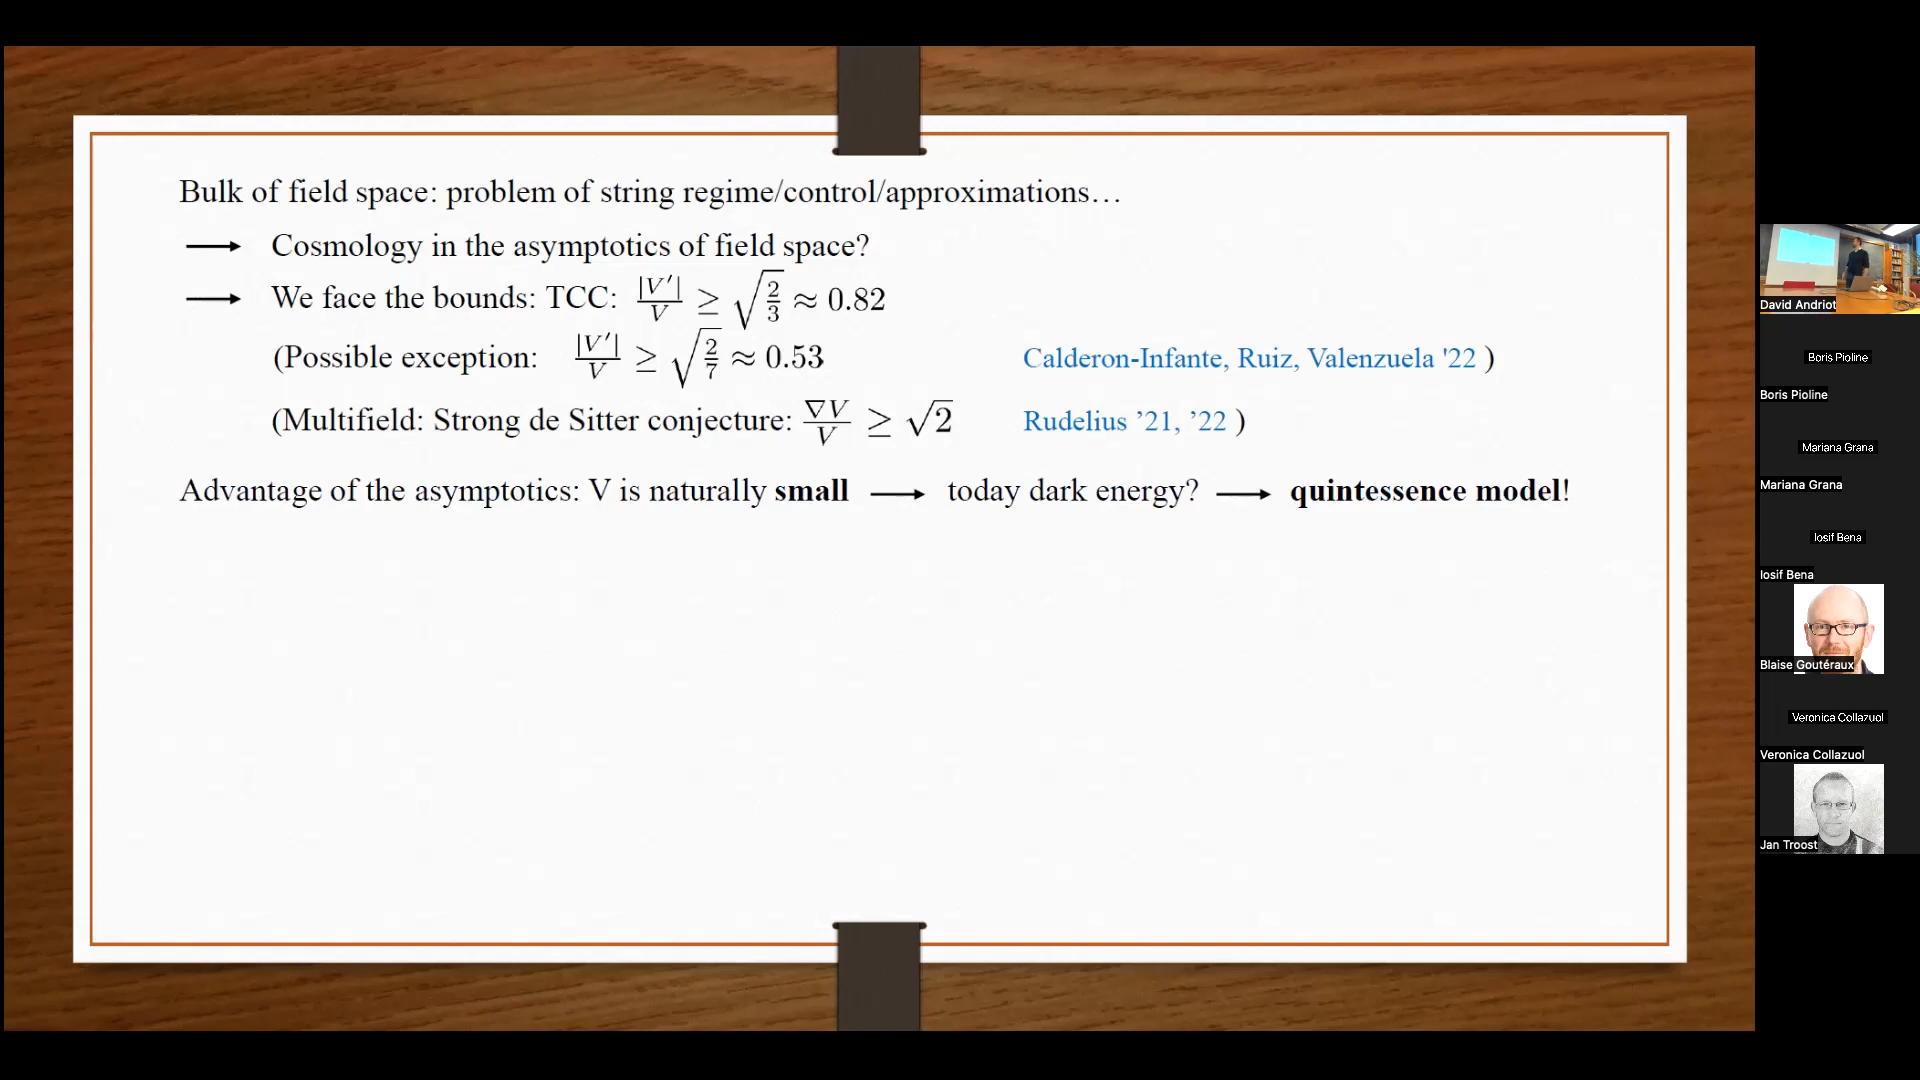 Bulk of field space: problem of string regime/control/approximations…
⟶ Cosmology in the asymptotics of field space?
⟶ We face the bounds: TCC: |V′|/V ≥ √(2/3) ≈ 0.82
(Possible exception: |V′|/V ≥ √(2/7) ≈ 0.53 Calderon-Infante, Ruiz, Valenzuela '22 )
(Multifield: Strong de Sitter conjecture: ∇V/V ≥ √2 Rudelius ’21, ’22 )
Advantage of the asymptotics: V is naturally small ⟶ today dark energy? ⟶ quintessence model!
David Andriot
Boris Pioline
Boris Pioline
Mariana Grana
Mariana Grana
Iosif Bena
Iosif Bena
Blaise Goutéraux
Veronica Collazuol
Veronica Collazuol
Jan Troost